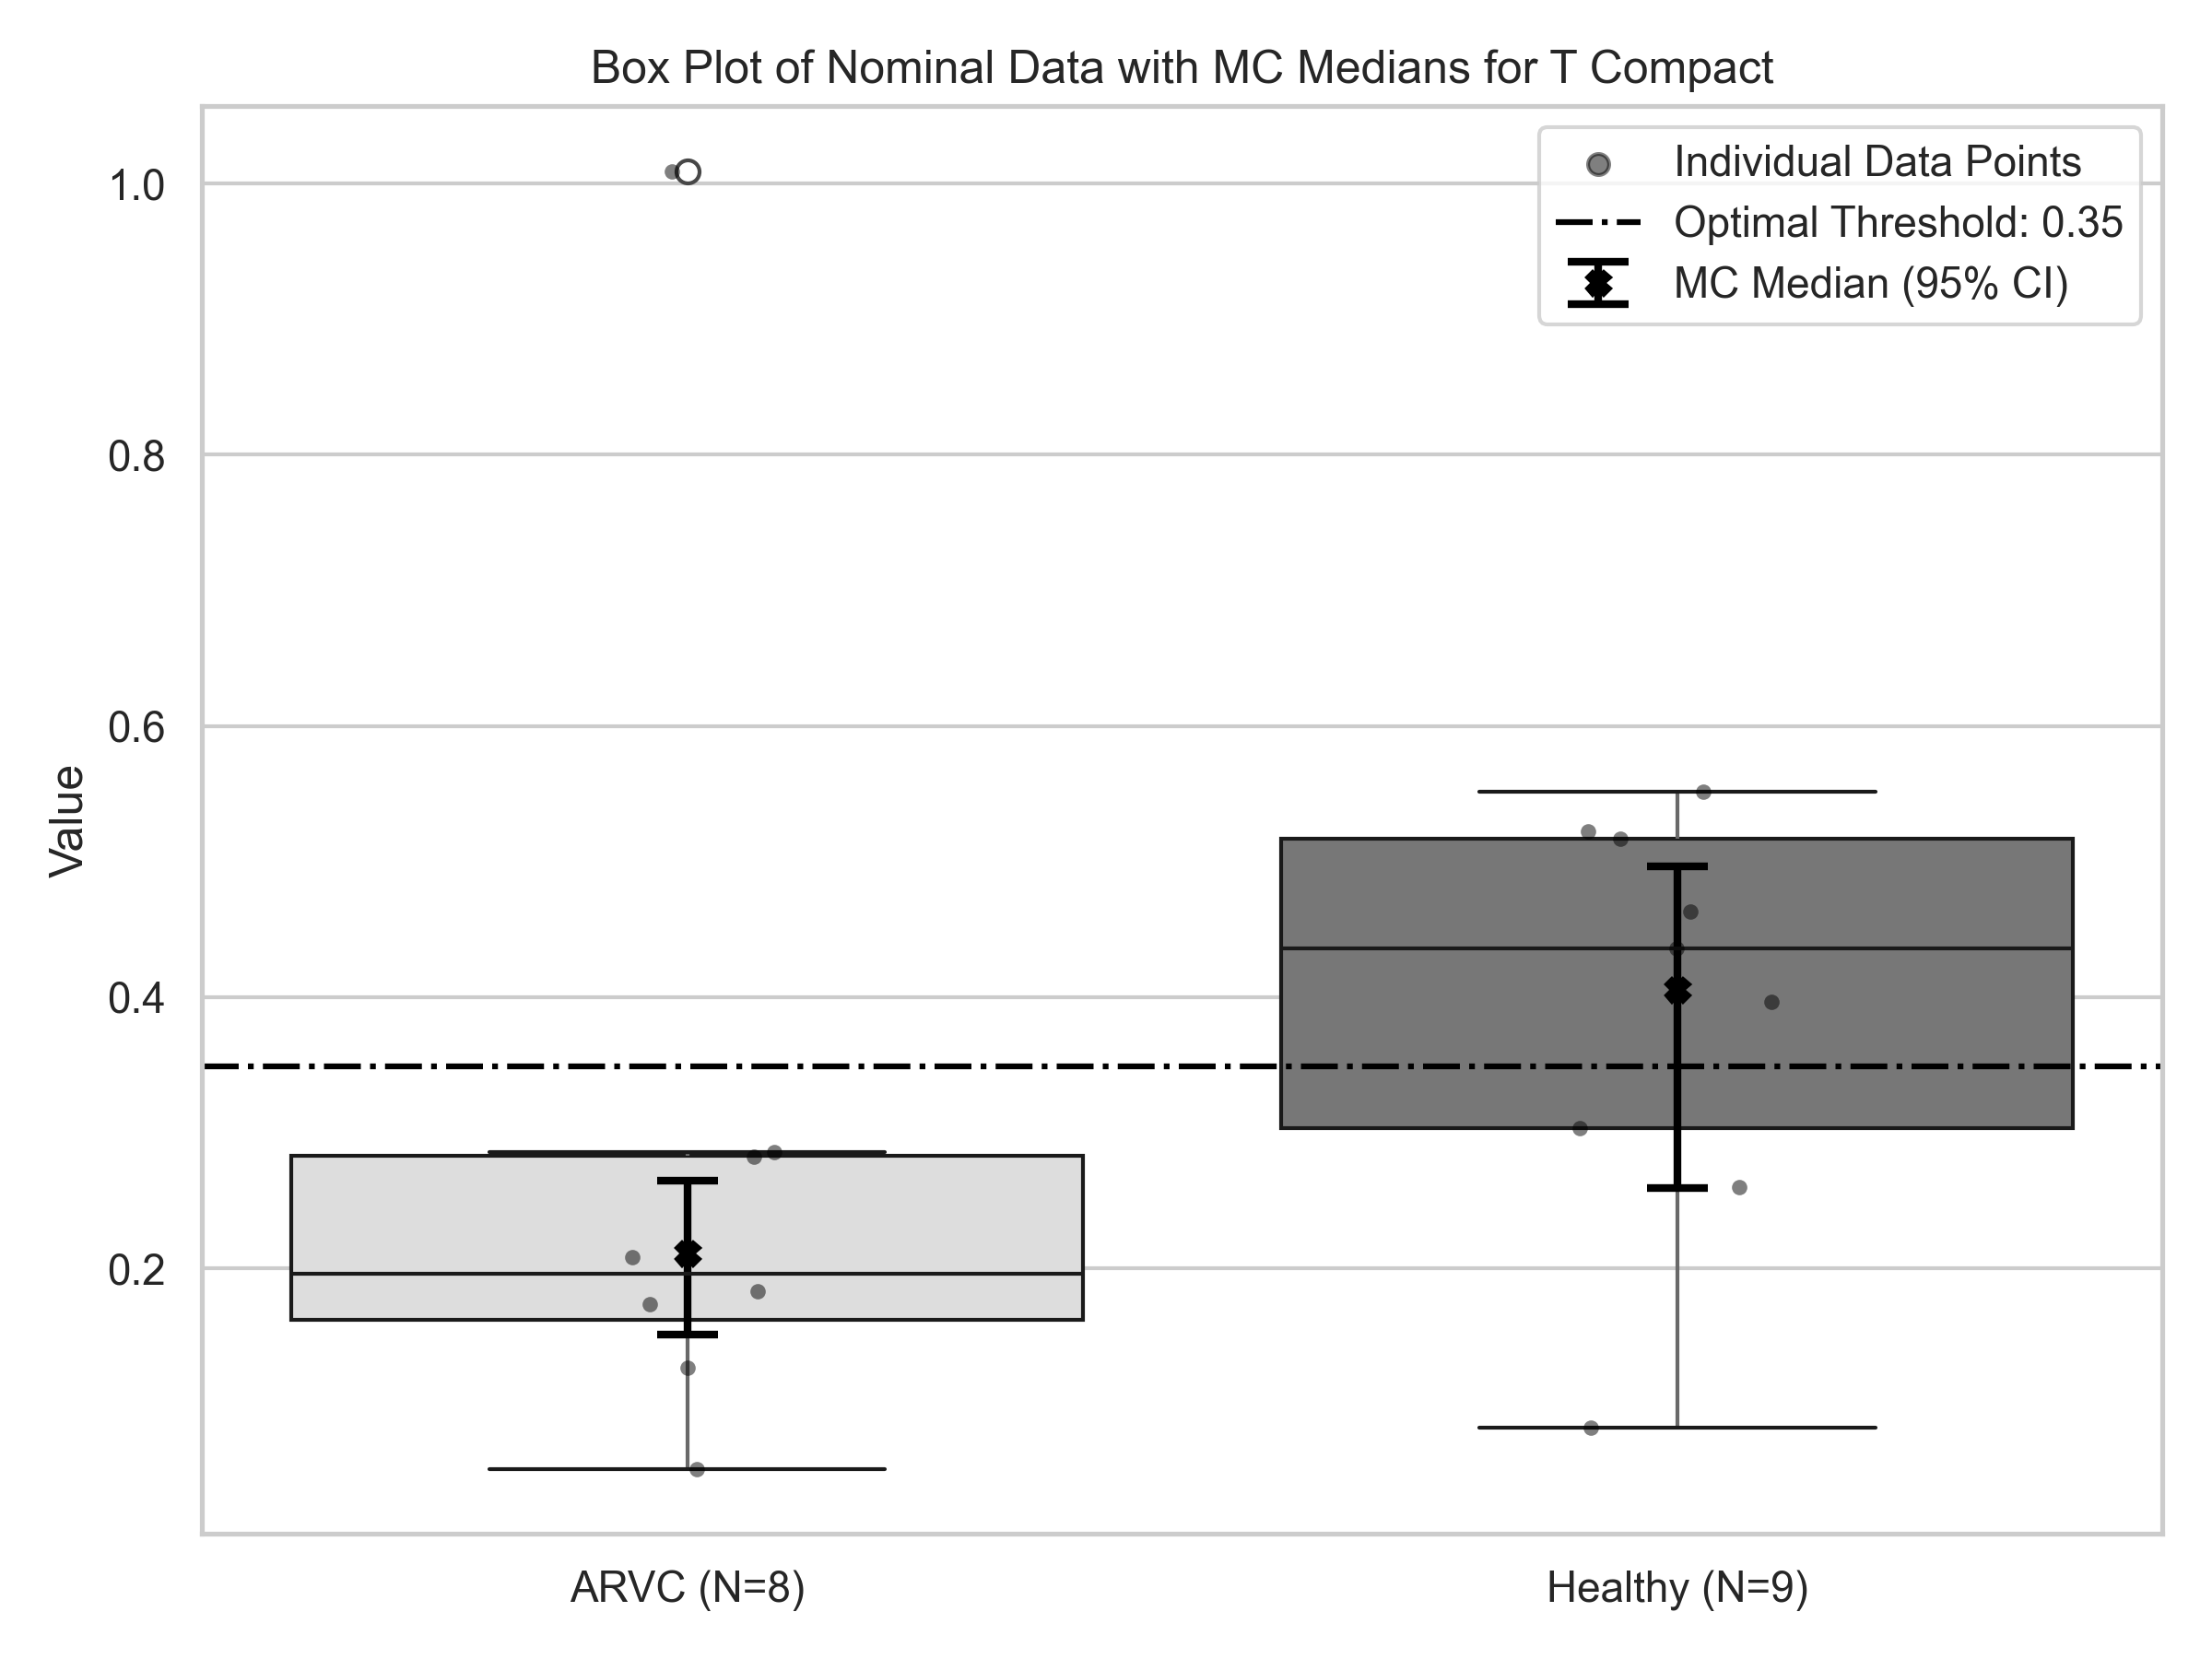 Box Plot of Nominal Data with MC Medians for T Compact
Individual Data Points
Optimal Threshold: 0.35
MC Median (95% CI)
1.0
0.8
0.6
0.4
0.2
Value
ARVC (N=8)
Healthy (N=9)